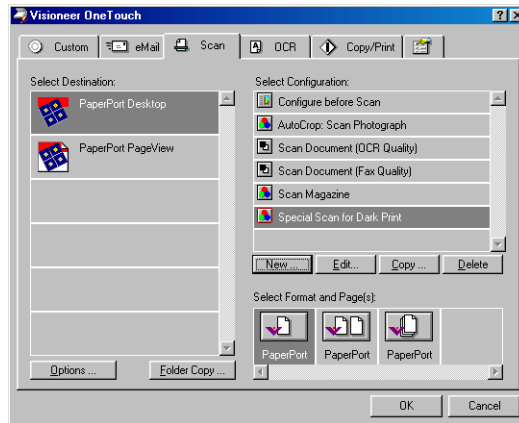 Visioneer OneTouch
Custom eMail Scan OCR Copy/Print
Select Destination:
PaperPort Desktop
PaperPort PageView
Options ... Folder Copy ...
Select Configuration:
Configure before Scan
AutoCrop: Scan Photograph
Scan Document (OCR Quality)
Scan Document (Fax Quality)
Scan Magazine
Special Scan for Dark Print
New ... Edit... Copy ... Delete
Select Format and Page(s):
PaperPort PaperPort PaperPort
OK Cancel